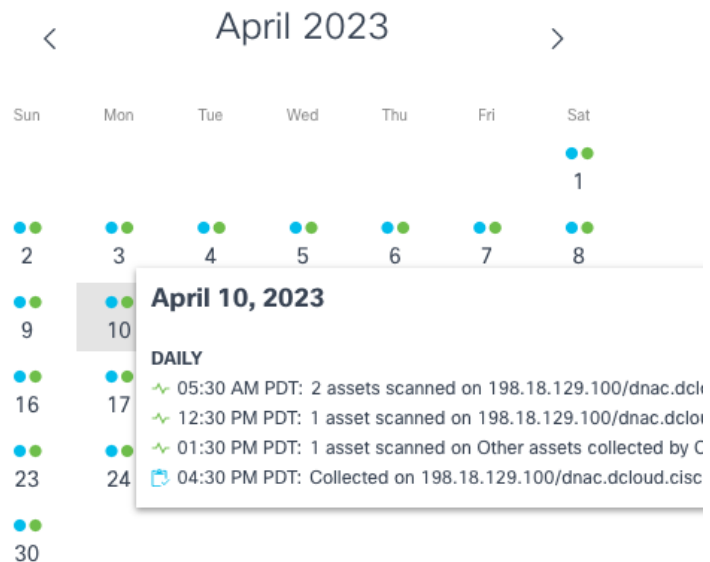 April 2023
Sun Mon Tue Wed Thu Fri Sat
1
2 3 4 5 6 7 8
9 10
April 10, 2023
DAILY
05:30 AM PDT: 2 assets scanned on 198.18.129.100/dnac.dcl
16 17
12:30 PM PDT: 1 asset scanned on 198.18.129.100/dnac.dclou
01:30 PM PDT: 1 asset scanned on Other assets collected by C
23 24
04:30 PM PDT: Collected on 198.18.129.100/dnac.dcloud.cisc
30